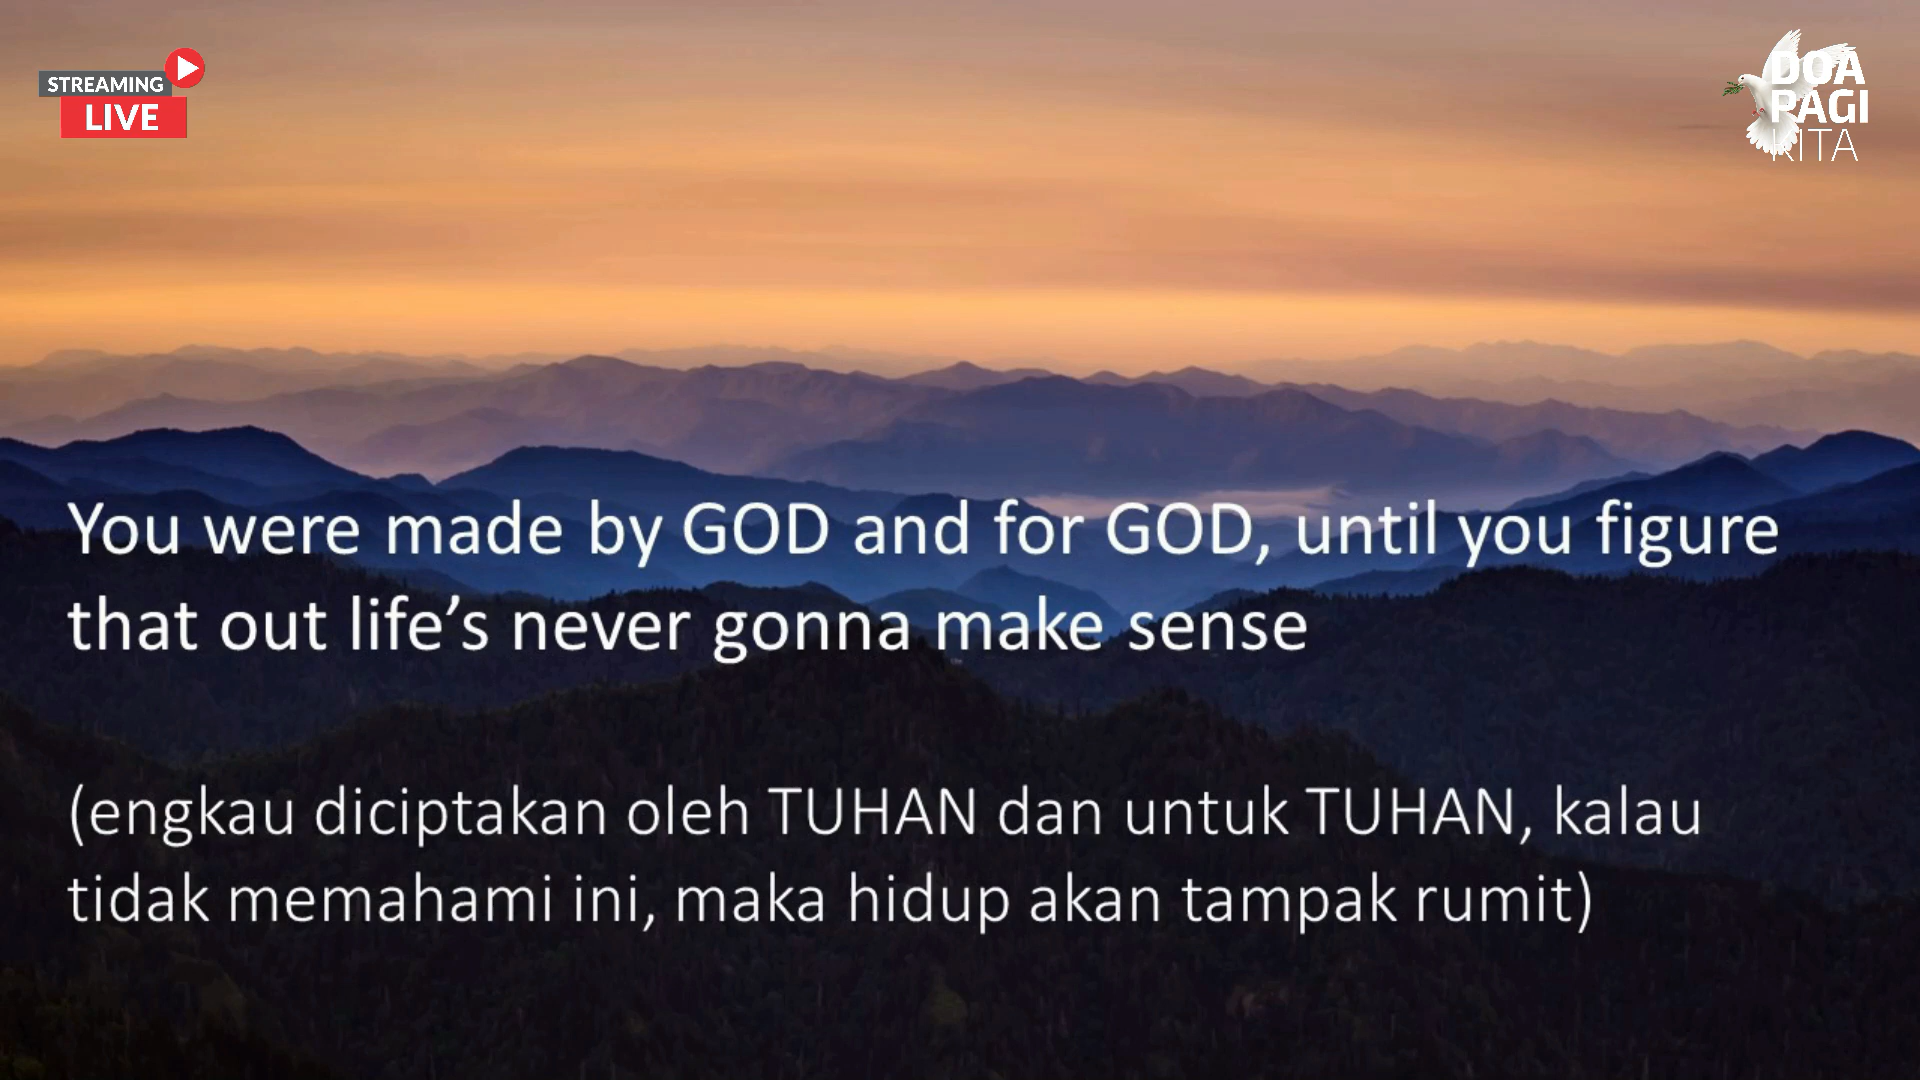 STREAMING
LIVE
DOA
PAGI
KITA
You were made by GOD and for GOD, until you figure
that out life’s never gonna make sense
(engkau diciptakan oleh TUHAN dan untuk TUHAN, kalau
tidak memahami ini, maka hidup akan tampak rumit)